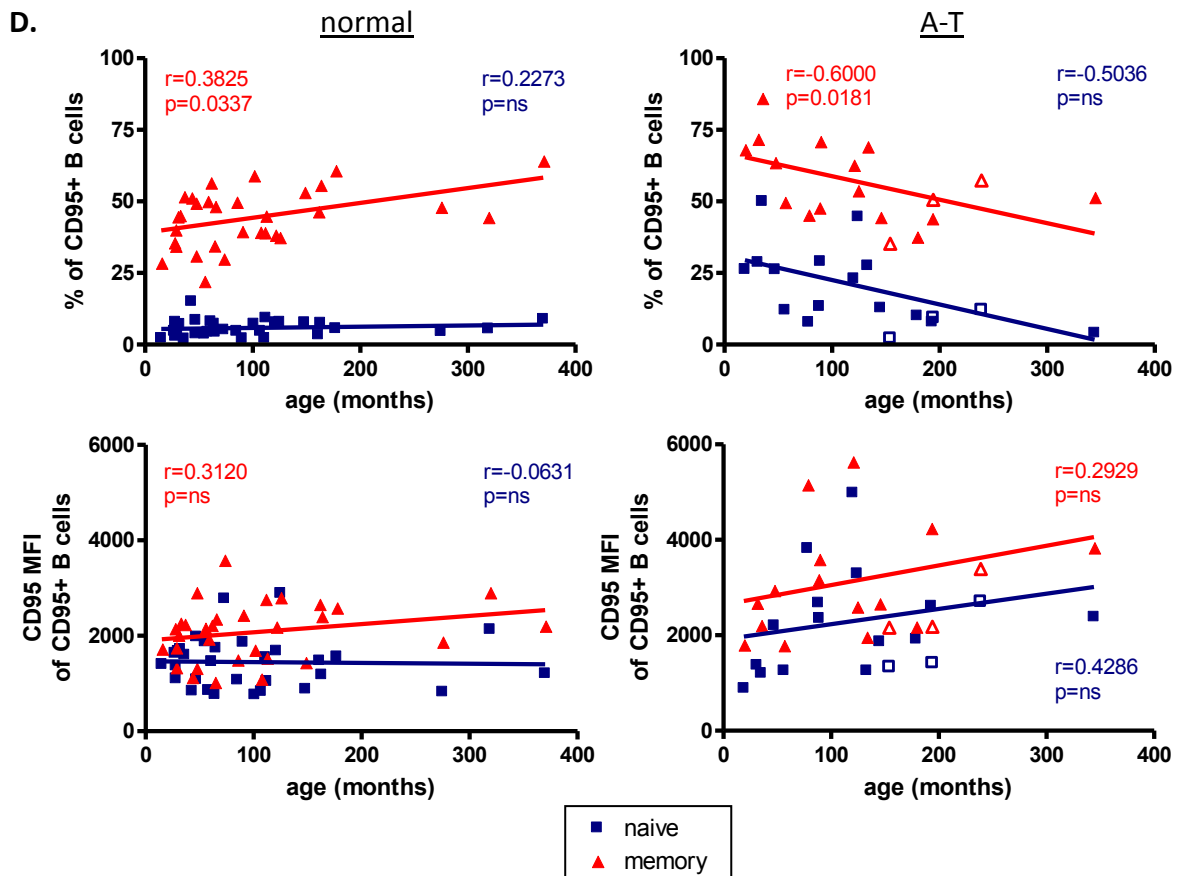 D.
normal
A-T
100
75
50
25
0
% of CD95+ B cells
r=0.3825
p=0.0337
r=0.2273
p=ns
0
100
200
300
400
age (months)
100
75
50
25
0
% of CD95+ B cells
r=-0.6000
p=0.0181
r=-0.5036
p=ns
0
100
200
300
400
age (months)
6000
4000
2000
0
CD95 MFI
of CD95+ B cells
r=0.3120
p=ns
r=-0.0631
p=ns
0
100
200
300
400
age (months)
6000
4000
2000
0
CD95 MFI
of CD95+ B cells
r=0.2929
p=ns
r=0.4286
p=ns
0
100
200
300
400
age (months)
naive
memory